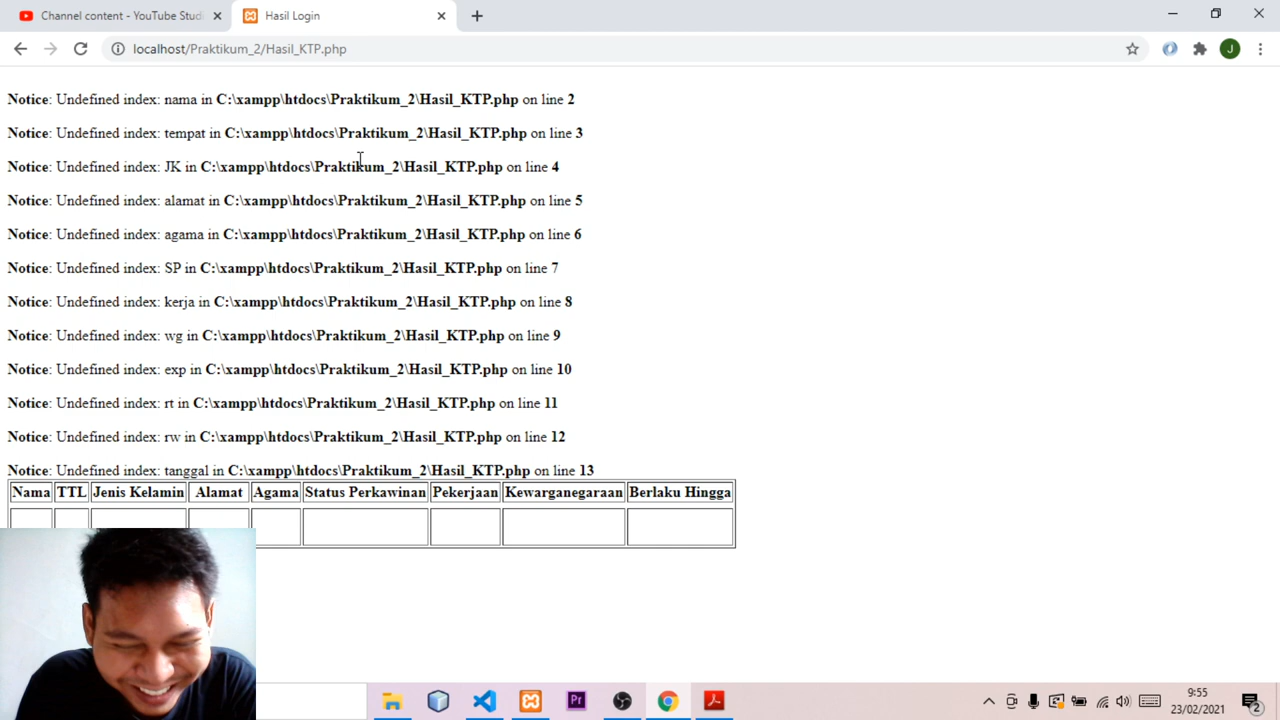 Channel content - YouTube Studi
Hasil Login
localhost/Praktikum_2/Hasil_KTP.php
J
Notice: Undefined index: nama in C:\xampp\htdocs\Praktikum_2\Hasil_KTP.php on line 2
Notice: Undefined index: tempat in C:\xampp\htdocs\Praktikum_2\Hasil_KTP.php on line 3
Notice: Undefined index: JK in C:\xampp\htdocs\Praktikum_2\Hasil_KTP.php on line 4
Notice: Undefined index: alamat in C:\xampp\htdocs\Praktikum_2\Hasil_KTP.php on line 5
Notice: Undefined index: agama in C:\xampp\htdocs\Praktikum_2\Hasil_KTP.php on line 6
Notice: Undefined index: SP in C:\xampp\htdocs\Praktikum_2\Hasil_KTP.php on line 7
Notice: Undefined index: kerja in C:\xampp\htdocs\Praktikum_2\Hasil_KTP.php on line 8
Notice: Undefined index: wg in C:\xampp\htdocs\Praktikum_2\Hasil_KTP.php on line 9
Notice: Undefined index: exp in C:\xampp\htdocs\Praktikum_2\Hasil_KTP.php on line 10
Notice: Undefined index: rt in C:\xampp\htdocs\Praktikum_2\Hasil_KTP.php on line 11
Notice: Undefined index: rw in C:\xampp\htdocs\Praktikum_2\Hasil_KTP.php on line 12
Notice: Undefined index: tanggal in C:\xampp\htdocs\Praktikum_2\Hasil_KTP.php on line 13
Nama TTL Jenis Kelamin Alamat Agama Status Perkawinan Pekerjaan Kewarganegaraan Berlaku Hingga
Pr
9:55
23/02/2021
2